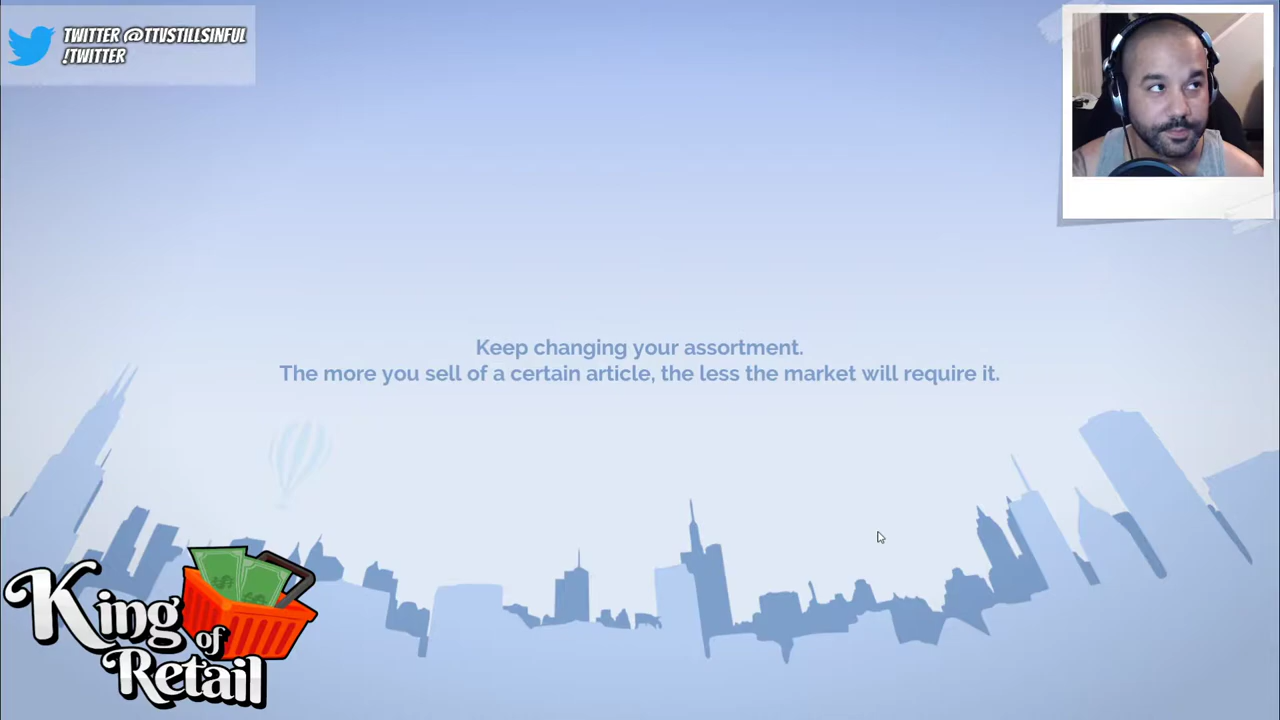 TWITTER @TTVSTILLSINFUL
!TWITTER
Keep changing your assortment.
The more you sell of a certain article, the less the market will require it.
King
of
Retail